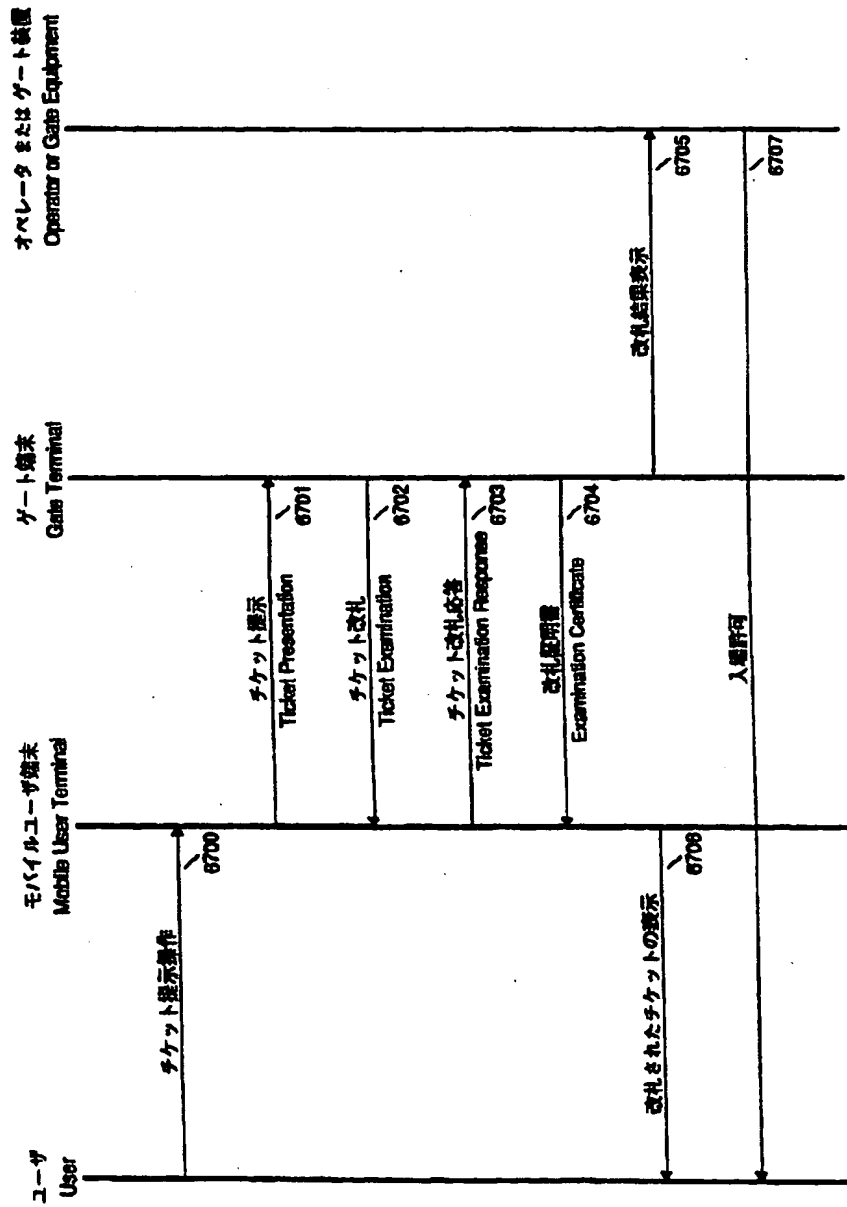 ユーザ
User
モバイルユーザ端末
Mobile User Terminal
ゲート端末
Gate Terminal
オペレータ または ゲート装置
Operator or Gate Equipment
チケット提示操作
6700
チケット提示
Ticket Presentation
6701
チケット改札
Ticket Examination
6702
チケット改札応答
Ticket Examination Response
6703
改札証明書
Examination Certificate
6704
改札結果表示
6705
改札されたチケットの表示
6706
入場許可
6707